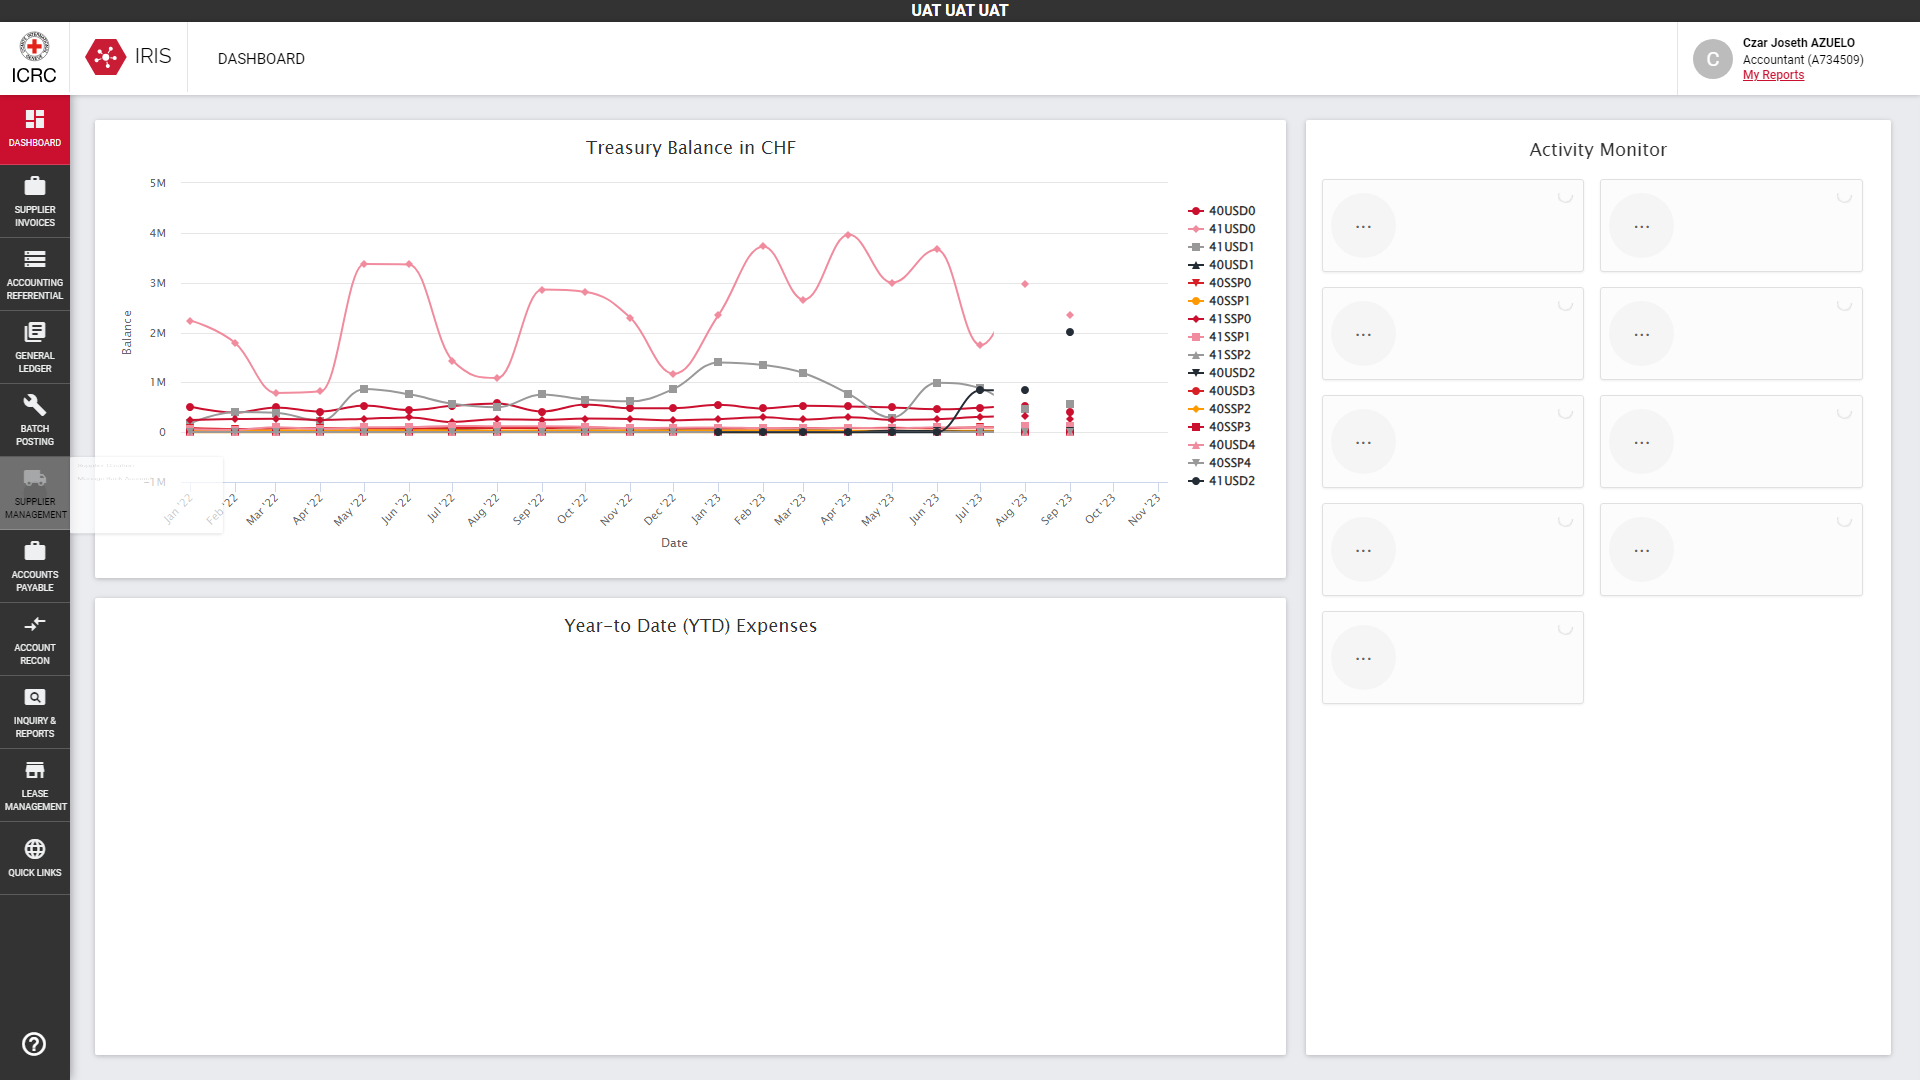 UAT UAT UAT
ICRC
IRIS
DASHBOARD
C
Czar Joseth AZUELO
Accountant (A734509)
My Reports
DASHBOARD
SUPPLIER
INVOICES
ACCOUNTING
REFERENTIAL
GENERAL
LEDGER
BATCH
POSTING
SUPPLIER
MANAGEMENT
ACCOUNTS
PAYABLE
ACCOUNT
RECON
INQUIRY &
REPORTS
LEASE
MANAGEMENT
QUICK LINKS
Treasury Balance in CHF
5M
4M
3M
2M
1M
0
-1M
Balance
Jan '22
Feb '22
Mar '22
Apr '22
May '22
Jun '22
Jul '22
Aug '22
Sep '22
Oct '22
Nov '22
Dec '22
Jan '23
Feb '23
Mar '23
Apr '23
May '23
Jun '23
Jul '23
Aug '23
Sep '23
Oct '23
Nov '23
Date
40USD0
41USD0
41USD1
40USD1
40SSP0
40SSP1
41SSP0
41SSP1
41SSP2
40USD2
40USD3
40SSP2
40SSP3
40USD4
40SSP4
41USD2
Year-to Date (YTD) Expenses
Activity Monitor
...
...
...
...
...
...
...
...
...